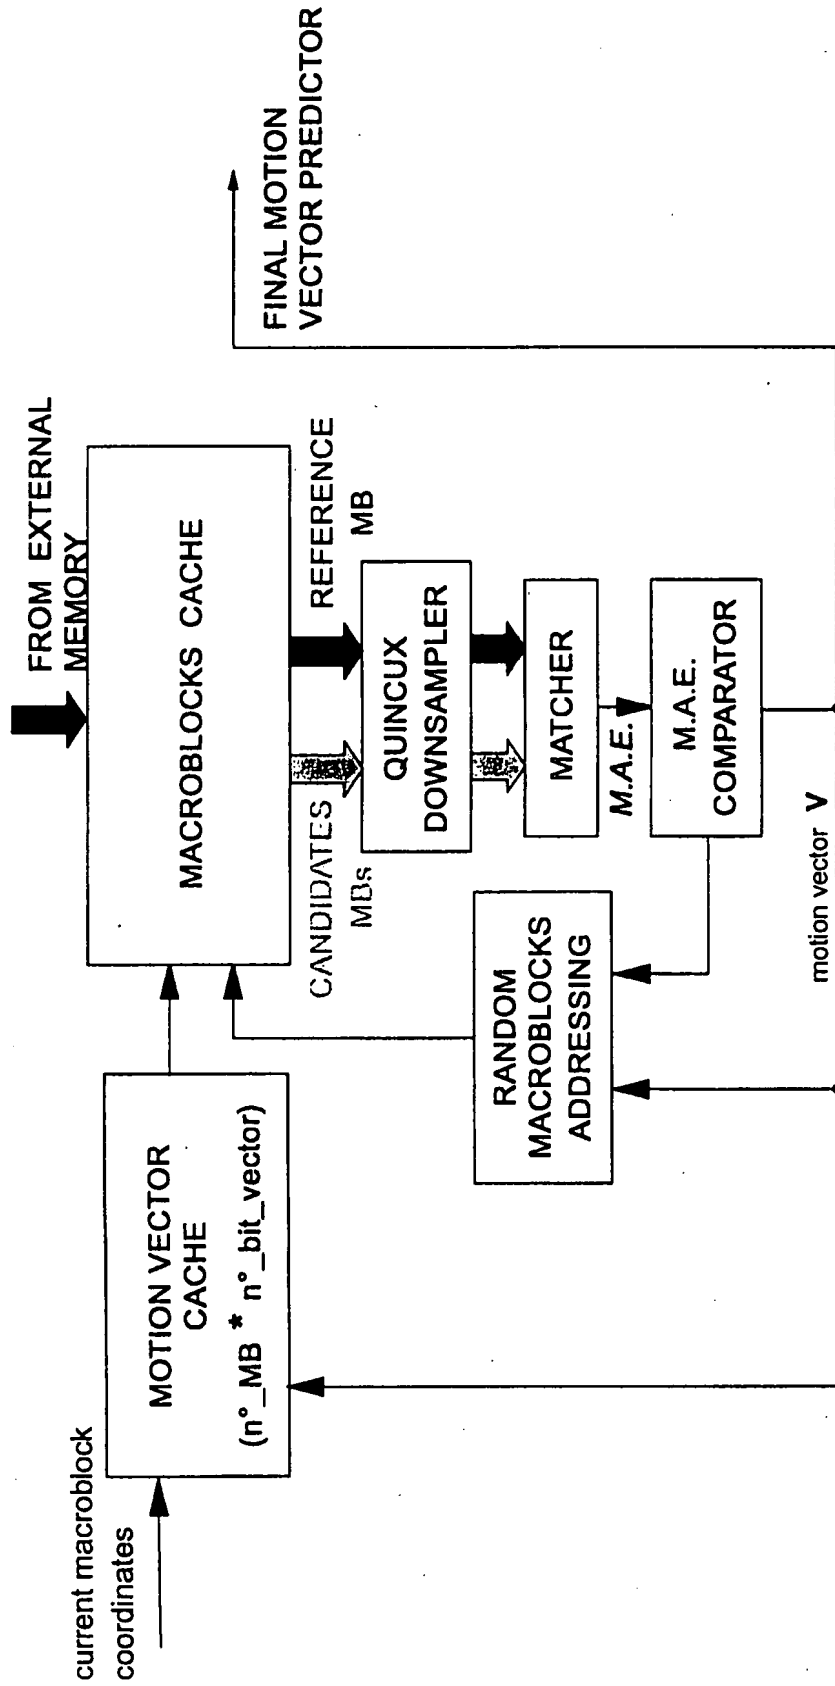 current macroblock
coordinates
MOTION VECTOR
CACHE
(n°_MB * n°_bit_vector)
FROM EXTERNAL
MEMORY
MACROBLOCKS CACHE
CANDIDATES
MBs
REFERENCE
MB
QUINCUX
DOWNSAMPLER
RANDOM
MACROBLOCKS
ADDRESSING
MATCHER
M.A.E.
M.A.E.
COMPARATOR
motion vector V
FINAL MOTION
VECTOR PREDICTOR